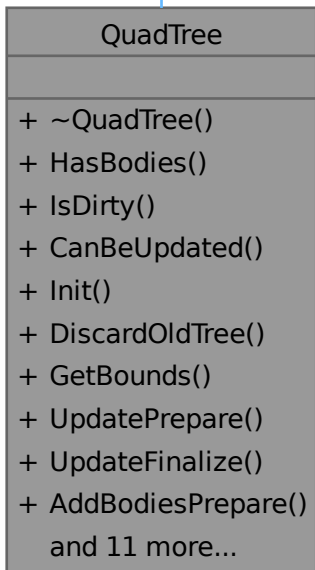 QuadTree
+ ~QuadTree()
+ HasBodies()
+ IsDirty()
+ CanBeUpdated()
+ Init()
+ DiscardOldTree()
+ GetBounds()
+ UpdatePrepare()
+ UpdateFinalize()
+ AddBodiesPrepare()
and 11 more...